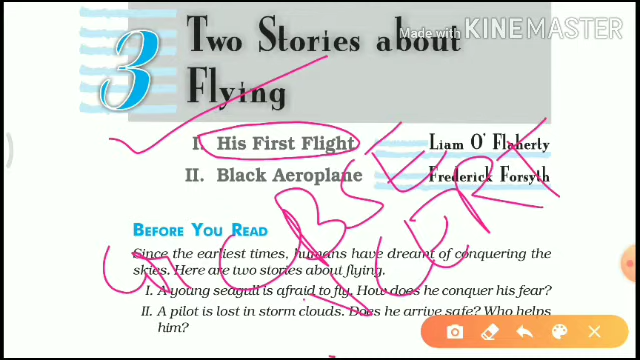 Made with KINEMASTER
3 Two Stories about
Flying
I. His First Flight Liam O' Flaherty
II. Black Aeroplane Frederick Forsyth
BEFORE YOU READ
Since the earliest times, humans have dreamt of conquering the
skies. Here are two stories about flying.
I. A young seagull is afraid to fly. How does he conquer his fear?
II. A pilot is lost in storm clouds. Does he arrive safe? Who helps
him?
CBSE
NCERT